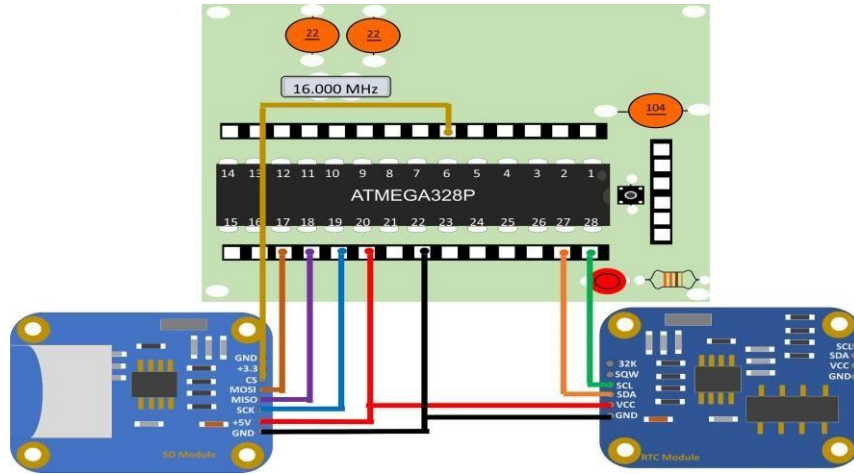 22 22
16.000 MHz
104
14 13 12 11 10 9 8 7 6 5 4 3 2 1
ATMEGA328P
15 16 17 18 19 20 21 22 23 24 25 26 27 28
GND
+3.3
CS
MOSI
MISO
SCK
+5V
GND
SD Module
32K
SQW
SCL
SDA
VCC
GND
RTC Module
SCL
SDA
VCC
GND